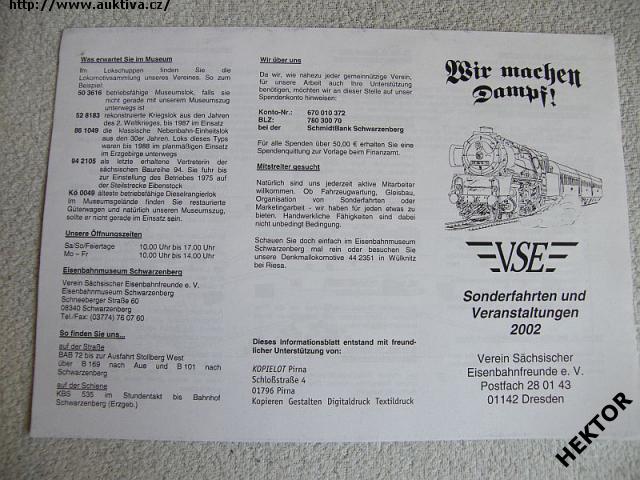 http://www.auktiva.cz/
Was erwartet Sie im Museum
Im Lokschuppen finden Sie die
Lokomotivsammlung unseres Vereines. So zum
Beispiel:
50 3616 betriebsfähige Museumslok, falls sie
nicht gerade mit unserem Museumszug
unterwegs ist
52 8183 rekonstruierte Kriegslok aus den Jahren
des 2. Weltkrieges, bis 1987 im Einsatz
86 1049 die klassische Nebenbahn-Einheitslok
aus den 30er Jahren. Loks dieses Typs
waren bis 1988 im planmäßigen Einsatz
im Erzgebirge unterwegs
94 2105 als letzte erhaltene Vertreterin der
sächsischen Baureihe 94. Sie fuhr bis
zur Einstellung des Betriebes 1975 auf
der Steilstrecke Eibenstock
Kö 0049 älteste betriebsfähige Dieselrangierlok
Im Museumsgelände finden Sie restaurierte
Güterwagen und natürlich unseren Museumszug,
sollte er nicht gerade im Einsatz sein.
Unsere Öffnungszeiten
Sa/So/Feiertage 10.00 Uhr bis 17.00 Uhr
Mo – Fr 10.00 Uhr bis 14.00 Uhr
Eisenbahnmuseum Schwarzenberg
Verein Sächsischer Eisenbahnfreunde e. V.
Eisenbahnmuseum Schwarzenberg
Schneeberger Straße 60
08340 Schwarzenberg
Tel./Fax: (03774) 76 07 60
So finden Sie uns...
auf der Straße
BAB 72 bis zur Ausfahrt Stollberg West
über B 169 nach Aue und B 101 nach
Schwarzenberg
auf der Schiene
KBS 535 im Stundentakt bis Bahnhof
Schwarzenberg (Erzgeb.)
Wir über uns
Da wir, wie nahezu jeder gemeinnützige Verein,
für unsere Arbeit auch Ihre Unterstützung
benötigen, möchten wir an dieser Stelle auf unser
Spendenkonto hinweisen:
Konto-Nr.: 670 010 372
BLZ: 780 300 70
bei der SchmidtBank Schwarzenberg
Für alle Spenden über 50,00 € erhalten Sie eine
Spendenquittung zur Vorlage beim Finanzamt.
Mitstreiter gesucht
Natürlich sind uns jederzeit aktive Mitarbeiter
willkommen. Ob Fahrzeugwartung, Gleisbau,
Organisation von Sonderfahrten oder
Marketingarbeit - wir haben für jeden etwas zu
bieten. Handwerkliche Fähigkeiten sind dabei
nicht unbedingt Bedingung.
Schauen Sie doch einfach im Eisenbahnmuseum
Schwarzenberg mal rein oder besuchen Sie
unsere Denkmallokomotive 44 2351 in Wülknitz
bei Riesa.
Dieses Informationsblatt entstand mit freund-
licher Unterstützung von:
KOPIELOT Pirna
Schloßstraße 4
01796 Pirna
Kopieren Gestalten Digitaldruck Textildruck
Wir machen
Dampf!
VSE
Sonderfahrten und
Veranstaltungen
2002
Verein Sächsischer
Eisenbahnfreunde e. V.
Postfach 28 01 43
01142 Dresden
HEKTOR